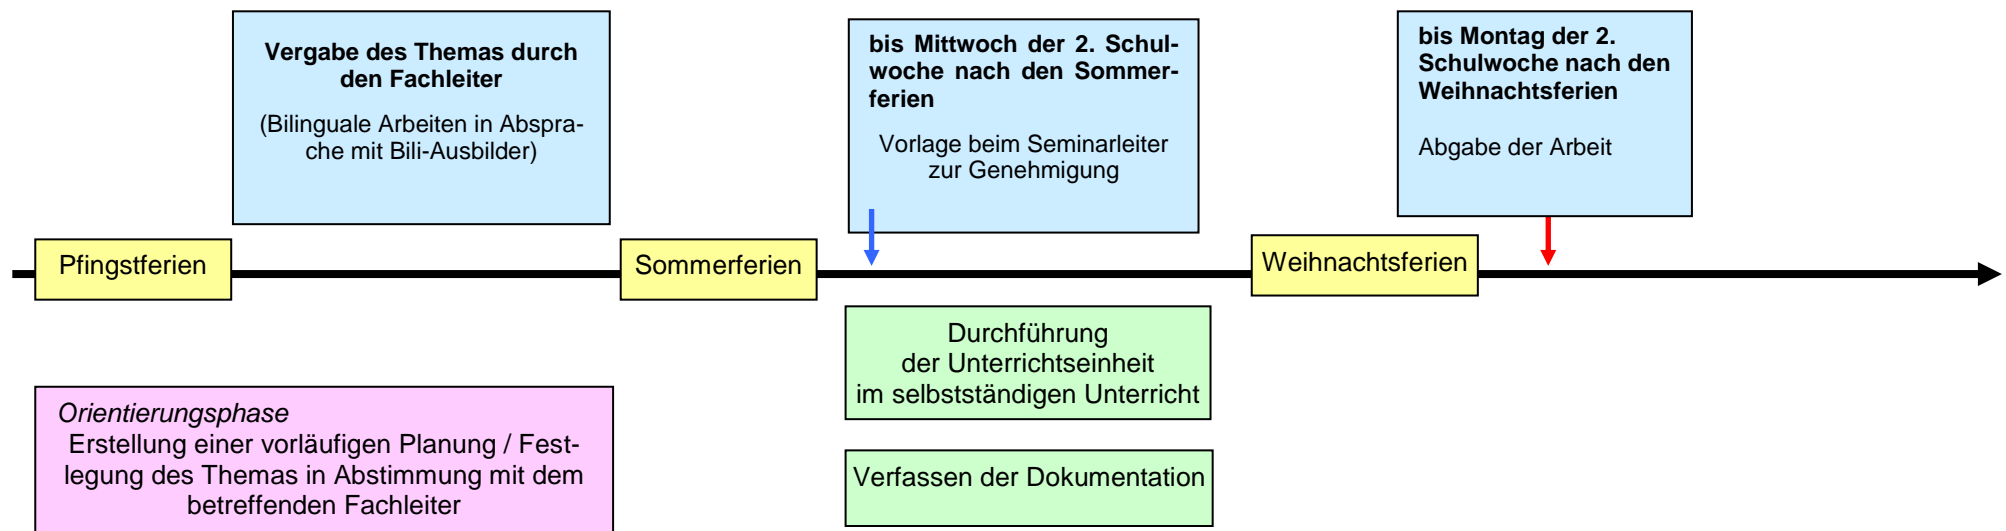 Vergabe des Themas durch
den Fachleiter
(Bilinguale Arbeiten in Abspra-
che mit Bili-Ausbilder)
bis Mittwoch der 2. Schul-
woche nach den Sommer-
ferien
Vorlage beim Seminarleiter
zur Genehmigung
bis Montag der 2.
Schulwoche nach den
Weihnachtsferien
Abgabe der Arbeit
Pfingstferien
Sommerferien
Weihnachtsferien
Durchführung
der Unterrichtseinheit
im selbstständigen Unterricht
Orientierungsphase
Erstellung einer vorläufigen Planung / Fest-
legung des Themas in Abstimmung mit dem
betreffenden Fachleiter
Verfassen der Dokumentation